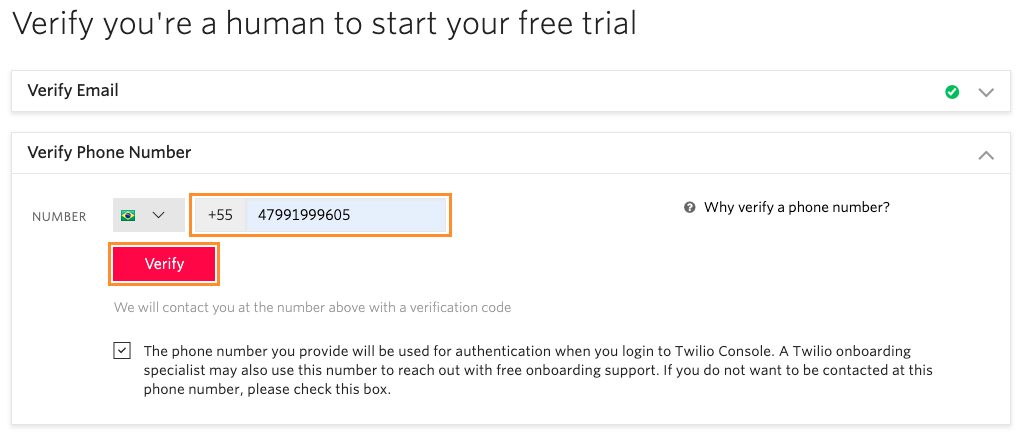 Verify you're a human to start your free trial
Verify Email
Verify Phone Number
NUMBER +55 47991999605 Why verify a phone number?
Verify
We will contact you at the number above with a verification code
The phone number you provide will be used for authentication when you login to Twilio Console. A Twilio onboarding
specialist may also use this number to reach out with free onboarding support. If you do not want to be contacted at this
phone number, please check this box.